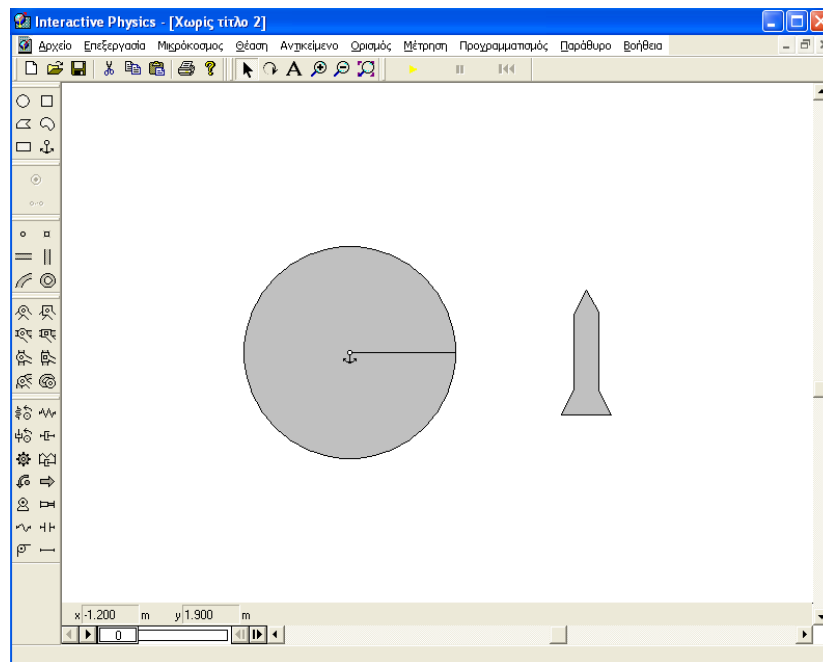 Interactive Physics - [Χωρίς τίτλο 2]
Αρχείο Επεξεργασία Μικρόκοσμος Θέαση Αντικείμενο Ορισμός Μέτρηση Προγραμματισμός Παράθυρο Βοήθεια
A
x -1.200 m y 1.900 m
0